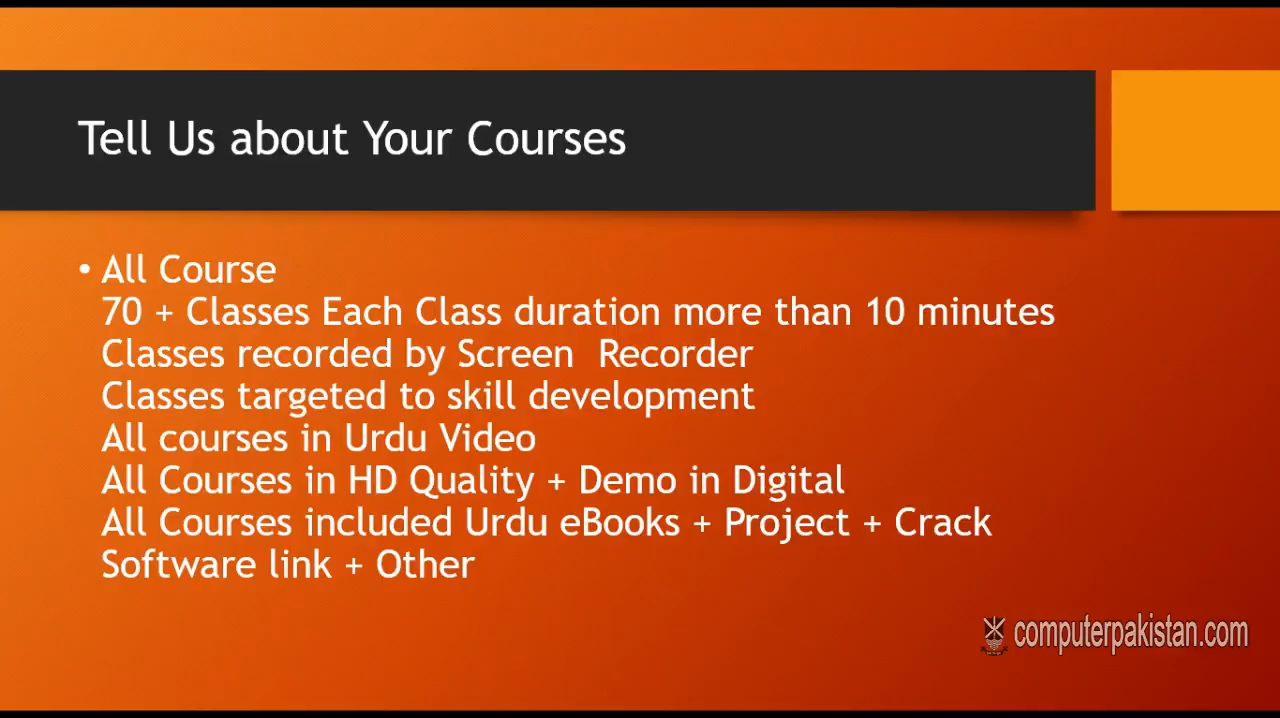 Tell Us about Your Courses
• All Course
70 + Classes Each Class duration more than 10 minutes
Classes recorded by Screen  Recorder
Classes targeted to skill development
All courses in Urdu Video
All Courses in HD Quality + Demo in Digital
All Courses included Urdu eBooks + Project + Crack
Software link + Other
computerpakistan.com